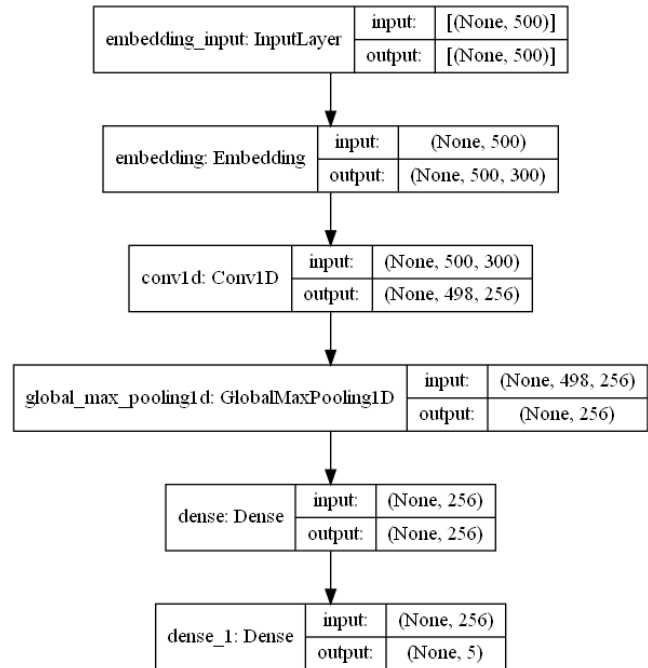 embedding_input: InputLayer
input: [(None, 500)]
output: [(None, 500)]
embedding: Embedding
input: (None, 500)
output: (None, 500, 300)
conv1d: Conv1D
input: (None, 500, 300)
output: (None, 498, 256)
global_max_pooling1d: GlobalMaxPooling1D
input: (None, 498, 256)
output: (None, 256)
dense: Dense
input: (None, 256)
output: (None, 256)
dense_1: Dense
input: (None, 256)
output: (None, 5)